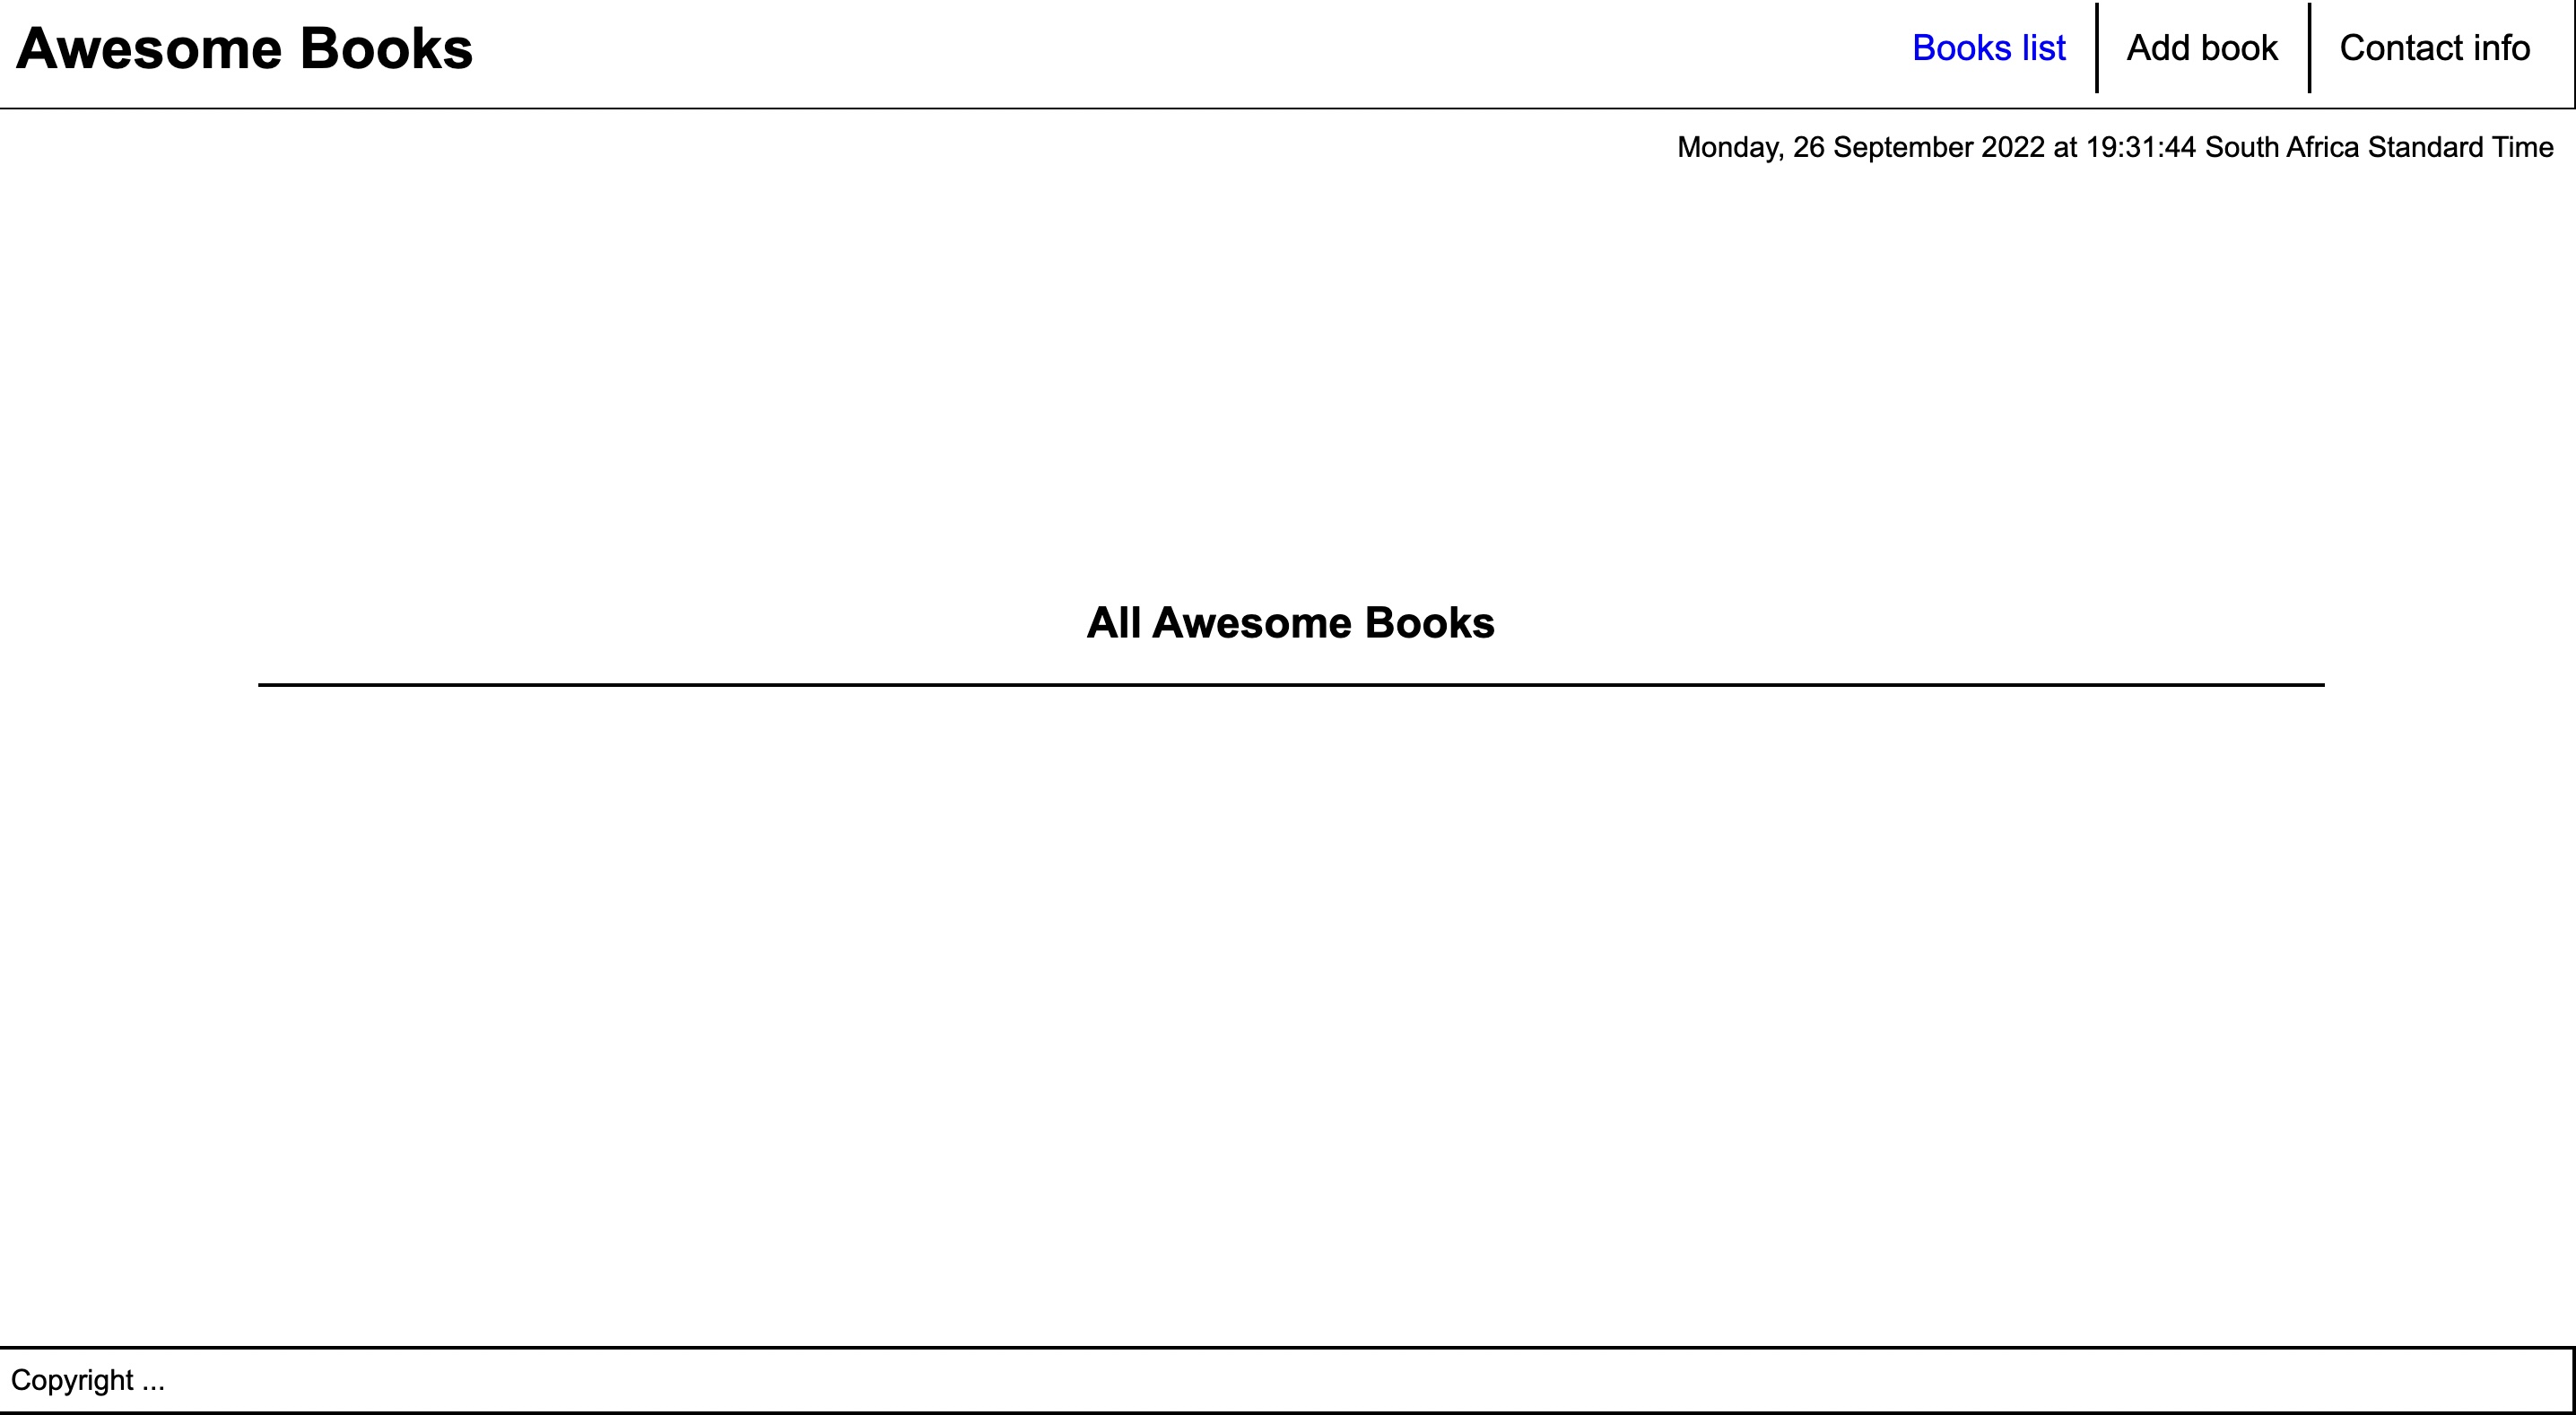 Awesome Books
Books list
Add book
Contact info
Monday, 26 September 2022 at 19:31:44 South Africa Standard Time
All Awesome Books
Copyright ...